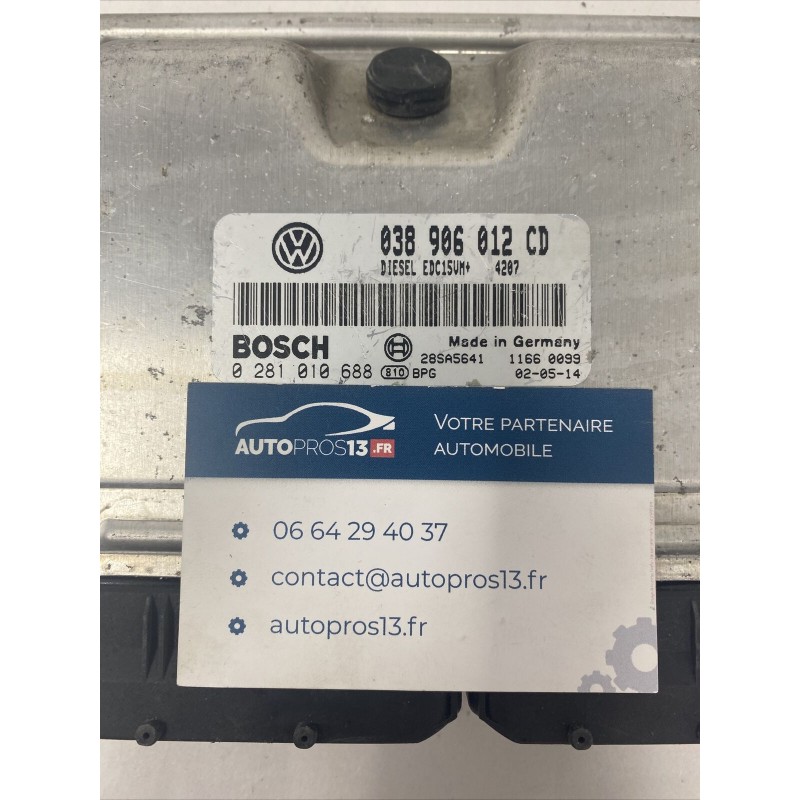 038 906 012 CD
DIESEL EDC15VM+ 4207
BOSCH
Made in Germany
28SA5641 1166 0099
0 281 010 688 810 BPG 02-05-14
AUTOPROS13.FR
VOTRE PARTENAIRE
AUTOMOBILE
06 64 29 40 37
contact@autopros13.fr
autopros13.fr